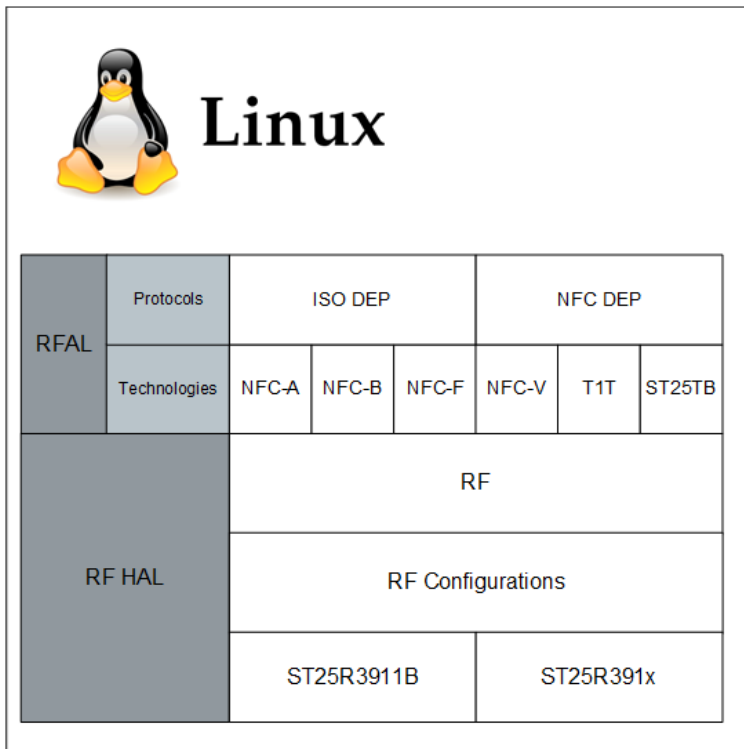 Linux
RFAL
Protocols
ISO DEP
NFC DEP
Technologies
NFC-A
NFC-B
NFC-F
NFC-V
T1T
ST25TB
RF HAL
RF
RF Configurations
ST25R3911B
ST25R391x